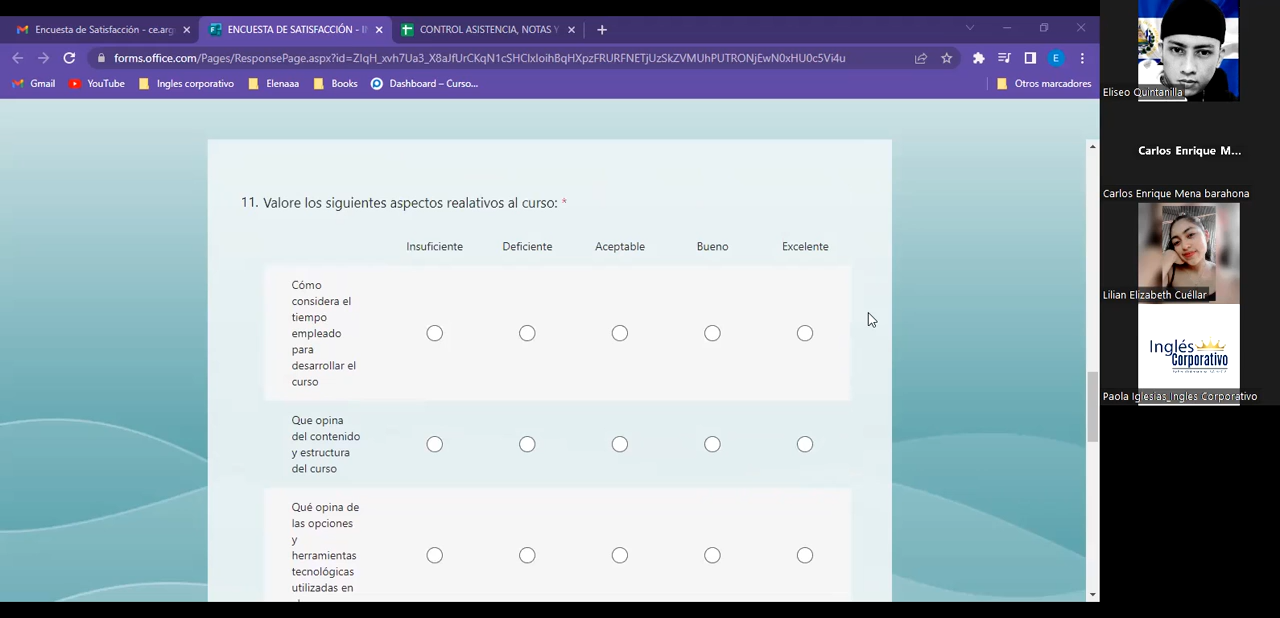 Encuesta de Satisfacción - ce.arg
ENCUESTA DE SATISFACCIÓN - I
CONTROL ASISTENCIA, NOTAS Y
forms.office.com/Pages/ResponsePage.aspx?id=
E
Gmail
YouTube
Ingles corporativo
Elenaaa
Books
Dashboard – Curso...
Otros marcadores
11. Valore los siguientes aspectos realativos al curso: *
Insuficiente Deficiente Aceptable Bueno Excelente
Cómo
considera el
tiempo
empleado
para
desarrollar el
curso
Que opina
del contenido
y estructura
del curso
Qué opina de
las opciones
y
herramientas
tecnológicas
utilizadas en
Eliseo Quintanilla
Carlos Enrique M...
Carlos Enrique Mena barahona
Lilian Elizabeth Cuéllar
Inglés
Corporativo
Paola Iglesias_Ingles Corporativo